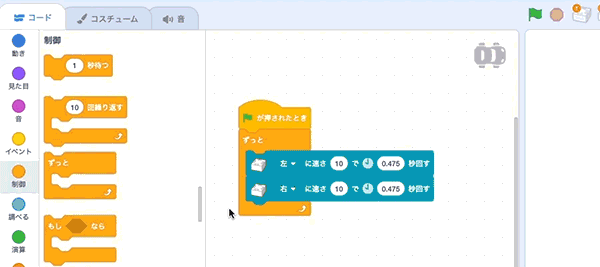 コード
コスチューム
音
動き
見た目
音
イベント
制御
調べる
演算
制御
1 秒待つ
10 回繰り返す
ずっと
もし なら
が押されたとき
ずっと
左 に速さ 10 で 0.475 秒回す
右 に速さ 10 で 0.475 秒回す